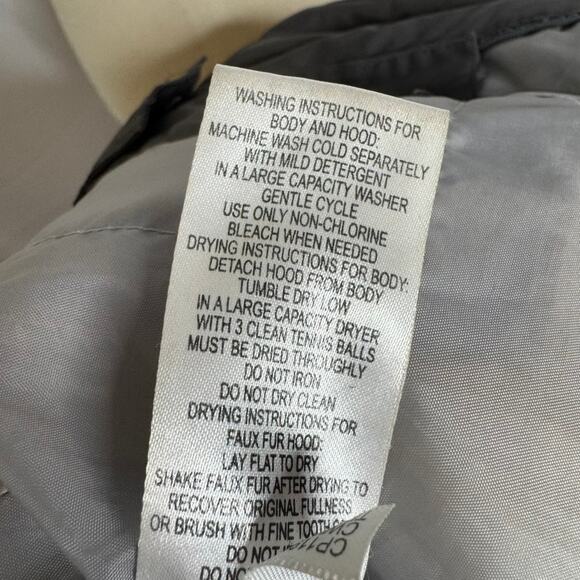 WASHING INSTRUCTIONS FOR
BODY AND HOOD:
MACHINE WASH COLD SEPARATELY
WITH MILD DETERGENT
IN A LARGE CAPACITY WASHER
GENTLE CYCLE
USE ONLY NON-CHLORINE
BLEACH WHEN NEEDED
DRYING INSTRUCTIONS FOR BODY:
DETACH HOOD FROM BODY
TUMBLE DRY LOW
IN A LARGE CAPACITY DRYER
WITH 3 CLEAN TENNIS BALLS
MUST BE DRIED THROUGHLY
DO NOT IRON
DO NOT DRY CLEAN
DRYING INSTRUCTIONS FOR
FAUX FUR HOOD:
LAY FLAT TO DRY
SHAKE FAUX FUR AFTER DRYING TO
RECOVER ORIGINAL FULLNESS
OR BRUSH WITH FINE TOOTH
DO NOT
DO